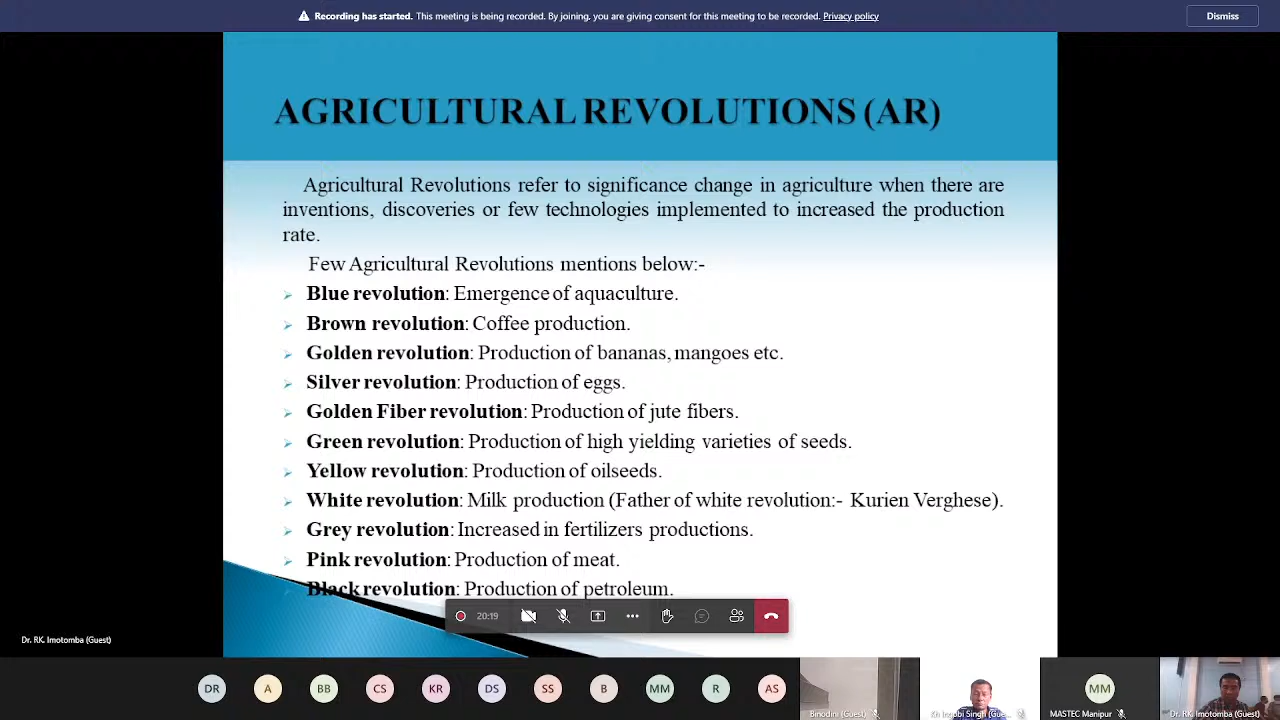 Recording has started. This meeting is being recorded. By joining, you are giving consent for this meeting to be recorded. Privacy policy
Dismiss
AGRICULTURAL REVOLUTIONS (AR)
Agricultural Revolutions refer to significance change in agriculture when there are
inventions, discoveries or few technologies implemented to increased the production
rate.
Few Agricultural Revolutions mentions below:-
Blue revolution: Emergence of aquaculture.
Brown revolution: Coffee production.
Golden revolution: Production of bananas, mangoes etc.
Silver revolution: Production of eggs.
Golden Fiber revolution: Production of jute fibers.
Green revolution: Production of high yielding varieties of seeds.
Yellow revolution: Production of oilseeds.
White revolution: Milk production (Father of white revolution:- Kurien Verghese).
Grey revolution: Increased in fertilizers productions.
Pink revolution: Production of meat.
Black revolution: Production of petroleum.
20:19
Dr. RK. Imotomba (Guest)
DR A BB CS KR DS SS B MM R AS MM
Binodini (Guest) Singh (Gue... MASTEC Manipur Dr. RK. Imotomba (Guest)